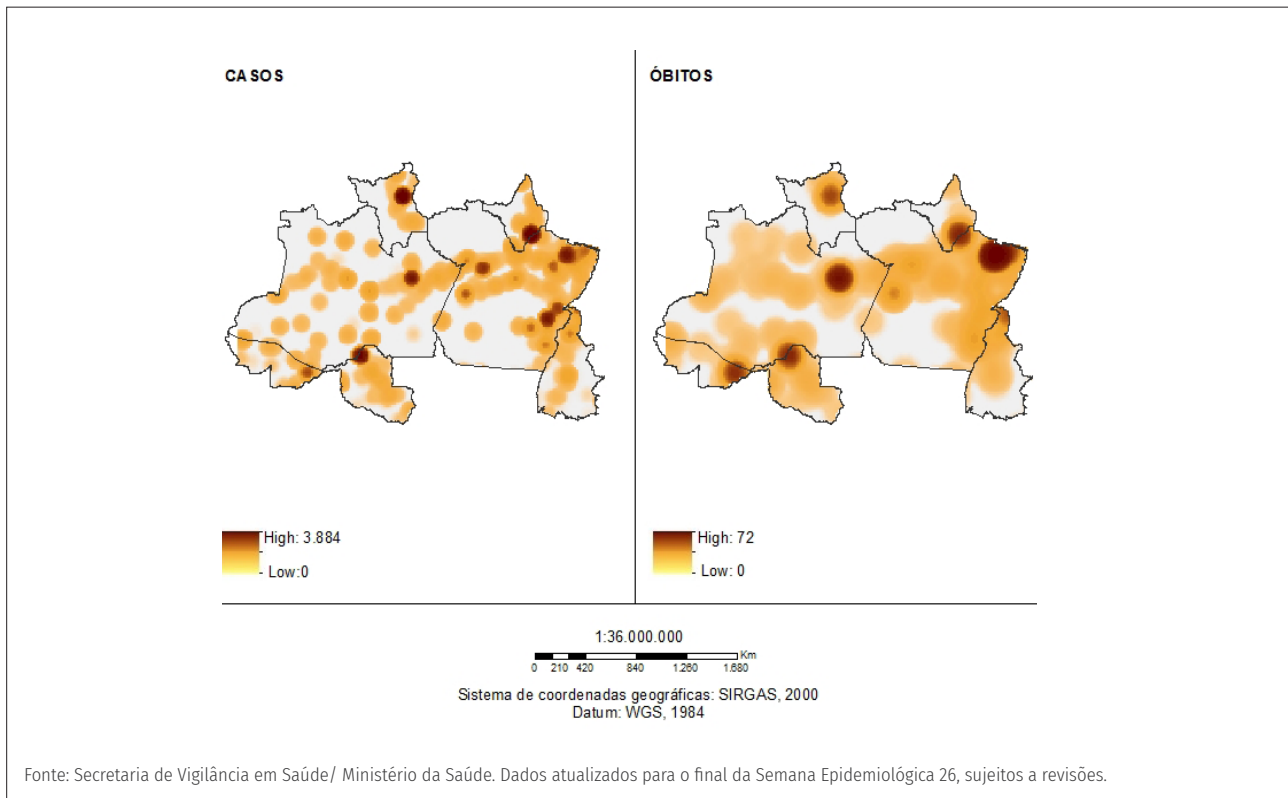 CASOS
High: 3.884
Low:0
ÓBITOS
High: 72
Low: 0
1:36.000.000
Km
0 210 420 840 1.260 1.680
Sistema de coordenadas geográficas: SIRGAS, 2000
Datum: WGS, 1984
Fonte: Secretaria de Vigilância em Saúde/ Ministério da Saúde. Dados atualizados para o final da Semana Epidemiológica 26, sujeitos a revisões.